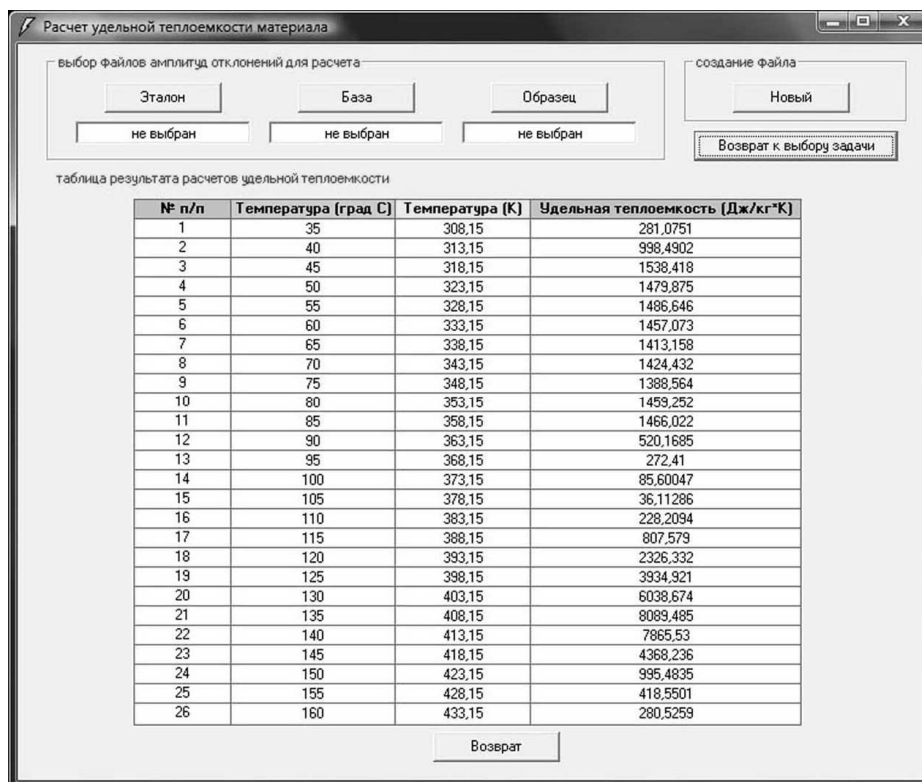 Расчет удельной теплоемкости материала
выбор файлов амплитуд отклонений для расчета
создание файла
Эталон База Образец Новый
не выбран не выбран не выбран
Возврат к выбору задачи
таблица результата расчетов удельной теплоемкости
№ п/п Температура (град С) Температура (К) Удельная теплоемкость (Дж/кг*К)
1 35 308,15 281,0751
2 40 313,15 998,4902
3 45 318,15 1538,418
4 50 323,15 1479,875
5 55 328,15 1486,646
6 60 333,15 1457,073
7 65 338,15 1413,158
8 70 343,15 1424,432
9 75 348,15 1388,564
10 80 353,15 1459,252
11 85 358,15 1466,022
12 90 363,15 520,1685
13 95 368,15 272,41
14 100 373,15 85,60047
15 105 378,15 36,11286
16 110 383,15 228,2094
17 115 388,15 807,579
18 120 393,15 2326,332
19 125 398,15 3934,921
20 130 403,15 6038,674
21 135 408,15 8089,485
22 140 413,15 7865,53
23 145 418,15 4368,236
24 150 423,15 995,4835
25 155 428,15 418,5501
26 160 433,15 280,5259
Возврат